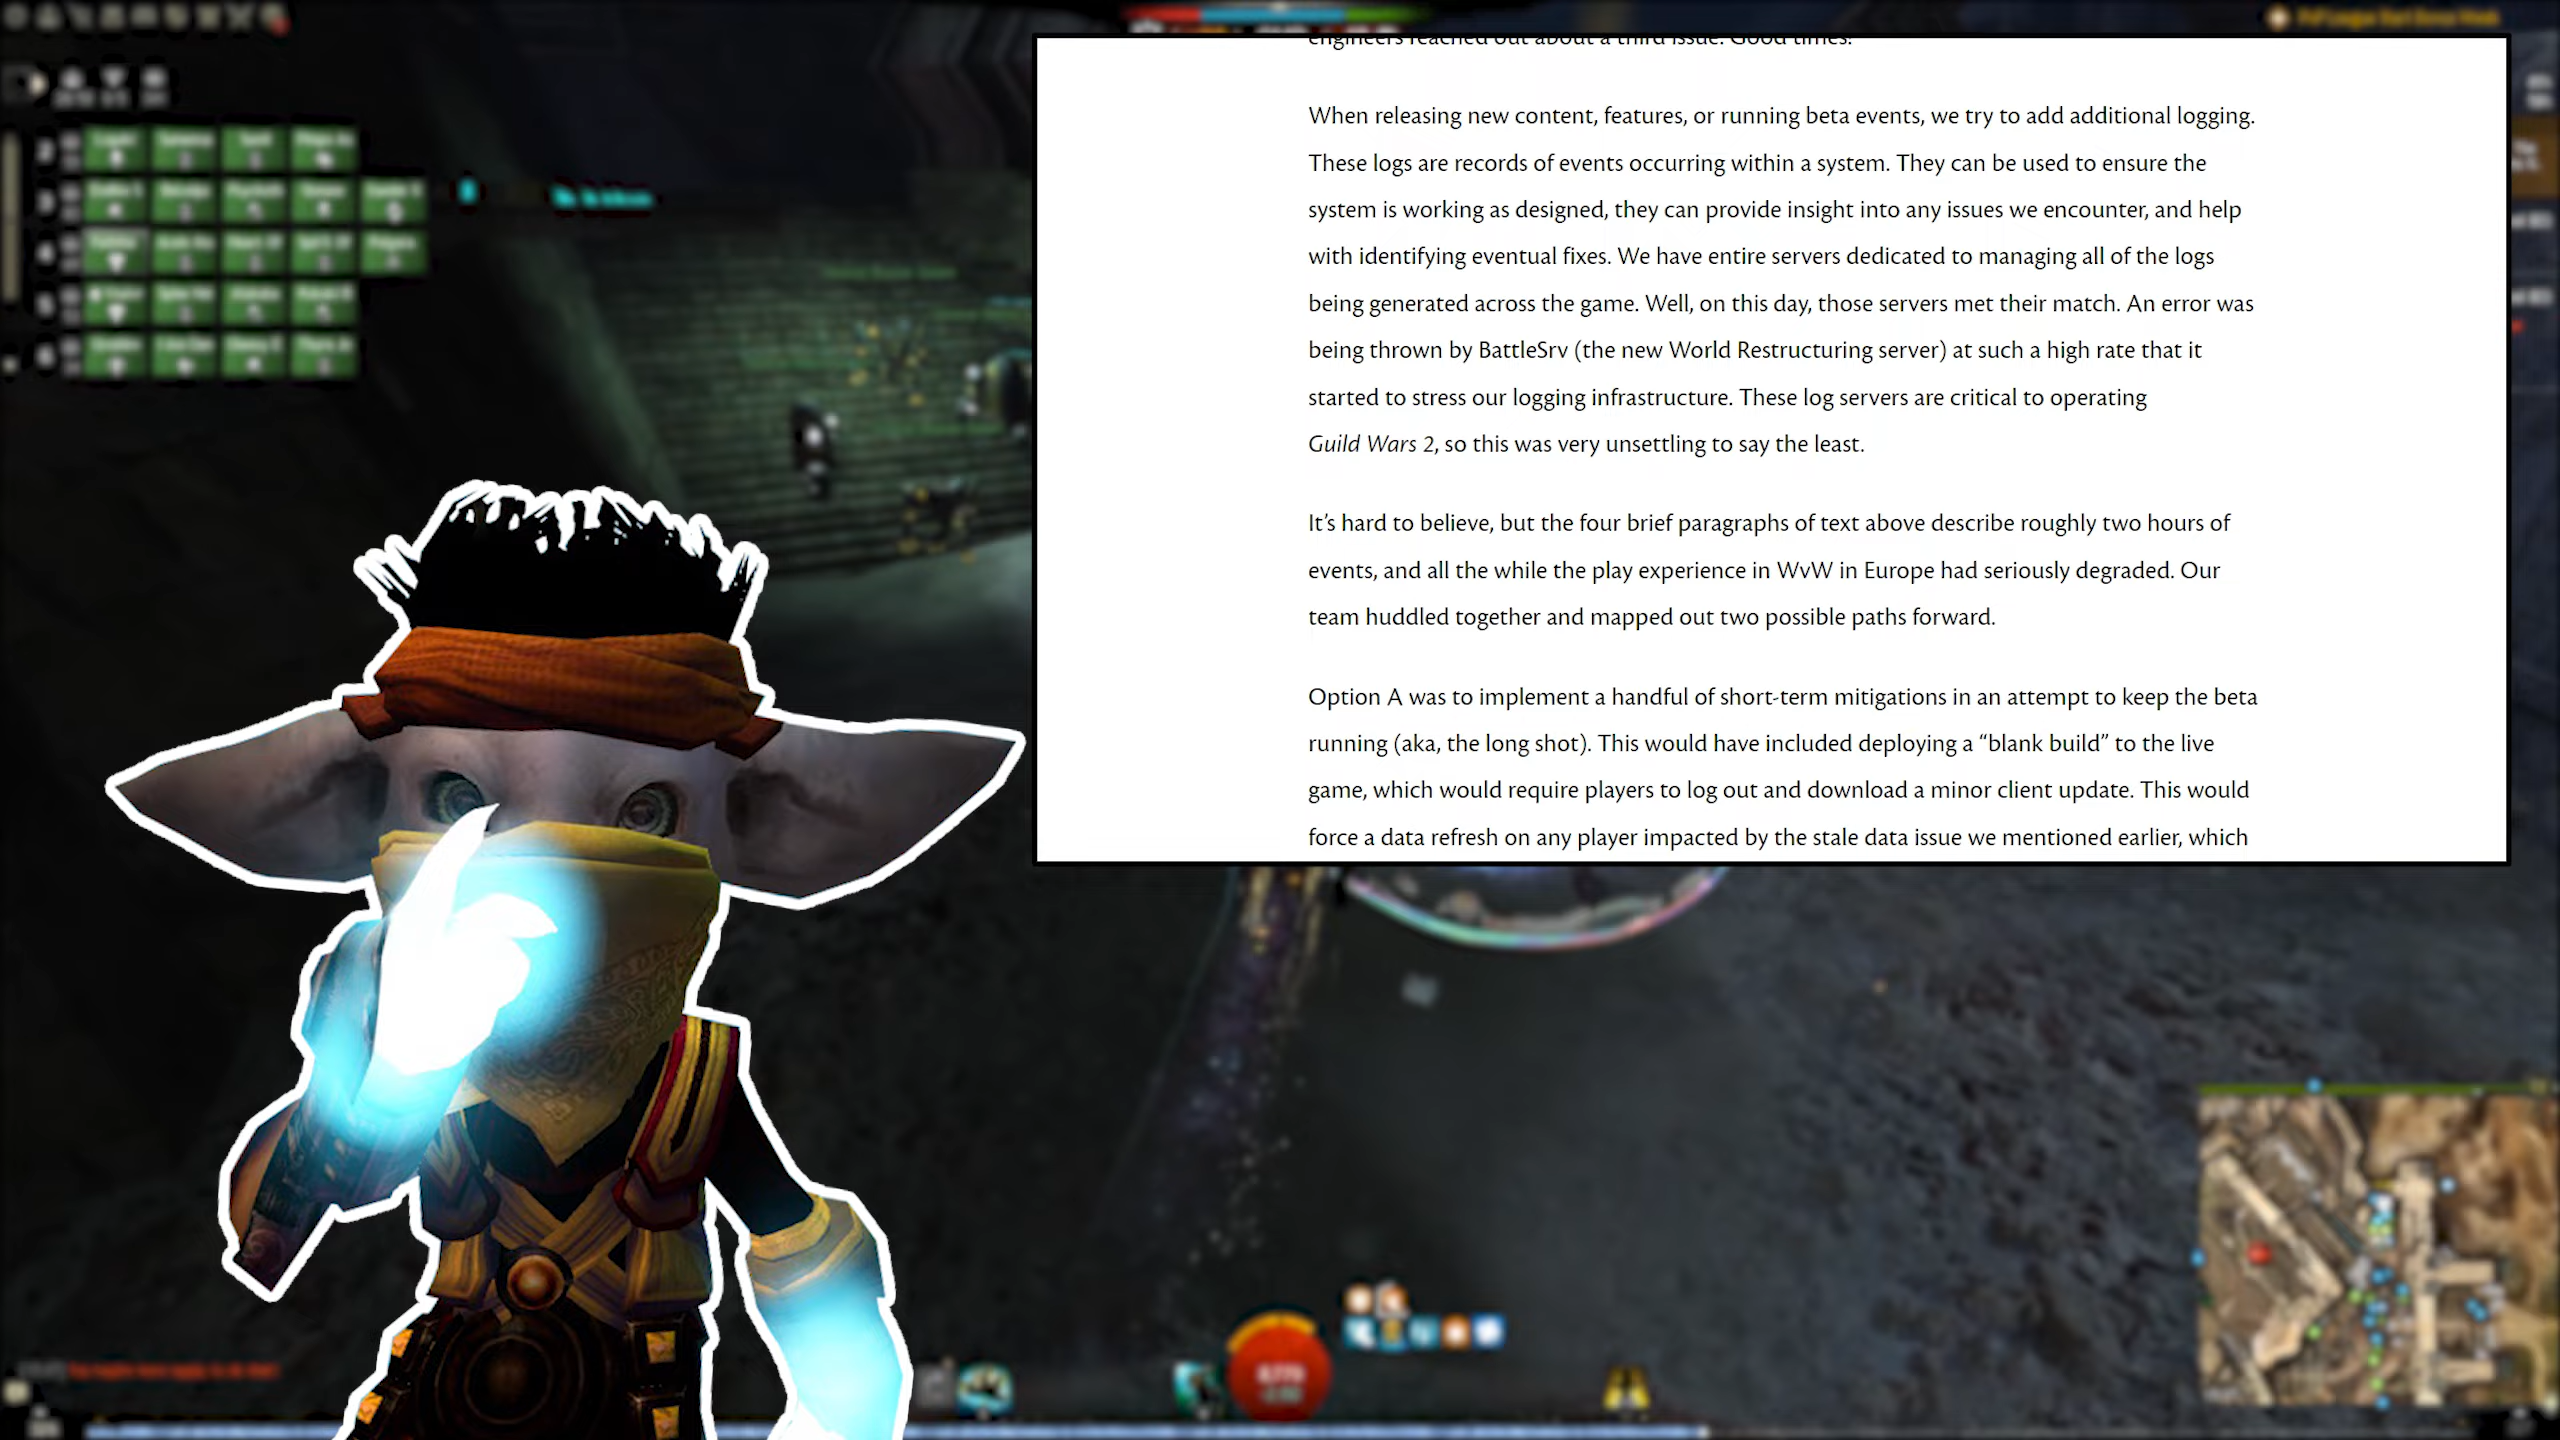 engineers reached out about a third issue. Good times!
When releasing new content, features, or running beta events, we try to add additional logging.
These logs are records of events occurring within a system. They can be used to ensure the
system is working as designed, they can provide insight into any issues we encounter, and help
with identifying eventual fixes. We have entire servers dedicated to managing all of the logs
being generated across the game. Well, on this day, those servers met their match. An error was
being thrown by BattleSrv (the new World Restructuring server) at such a high rate that it
started to stress our logging infrastructure. These log servers are critical to operating
Guild Wars 2, so this was very unsettling to say the least.
It’s hard to believe, but the four brief paragraphs of text above describe roughly two hours of
events, and all the while the play experience in WvW in Europe had seriously degraded. Our
team huddled together and mapped out two possible paths forward.
Option A was to implement a handful of short-term mitigations in an attempt to keep the beta
running (aka, the long shot). This would have included deploying a “blank build” to the live
game, which would require players to log out and download a minor client update. This would
force a data refresh on any player impacted by the stale data issue we mentioned earlier, which